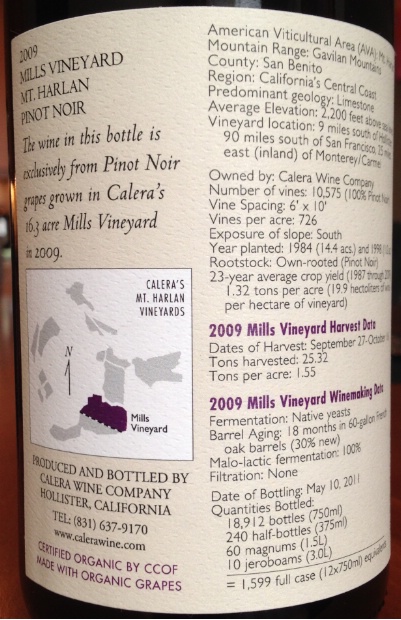 2009
MILLS VINEYARD
MT. HARLAN
PINOT NOIR
The wine in this bottle is
exclusively from Pinot Noir
grapes grown in Calera's
16.3 acre Mills Vineyard
in 2009.
CALERA'S
MT. HARLAN
VINEYARDS
N
Mills
Vineyard
PRODUCED AND BOTTLED BY
CALERA WINE COMPANY
HOLLISTER, CALIFORNIA
TEL: (831) 637-9170
www.calerawine.com
CERTIFIED ORGANIC BY CCOF
MADE WITH ORGANIC GRAPES
American Viticultural Area (AVA): Mt.
Mountain Range: Gavilan Mountains
County: San Benito
Region: California's Central Coast
Predominant geology: Limestone
Average Elevation: 2,200 feet above
Vineyard location: 9 miles south of
90 miles south of San Francisco,
east (inland) of Monterey/Carmel
Owned by: Calera Wine Company
Number of vines: 10,575 (100% Pinot
Vine Spacing: 6' x 10'
Vines per acre: 726
Exposure of slope: South
Year planted: 1984 (14.4 acs.) and 1998
Rootstock: Own-rooted (Pinot Noir)
23-year average crop yield (1987 through
1.32 tons per acre (19.9 hectoliters
per hectare of vineyard)
2009 Mills Vineyard Harvest Data
Dates of Harvest: September 27-October
Tons harvested: 25.32
Tons per acre: 1.55
2009 Mills Vineyard Winemaking Data
Fermentation: Native yeasts
Barrel Aging: 18 months in 60-gallon French
oak barrels (30% new)
Malo-lactic fermentation: 100%
Filtration: None
Date of Bottling: May 10, 2011
Quantities Bottled:
18,912 bottles (750ml)
240 half-bottles (375ml)
60 magnums (1.5L)
10 jeroboams (3.0L)
= 1,599 full case (12x750ml) equivalents